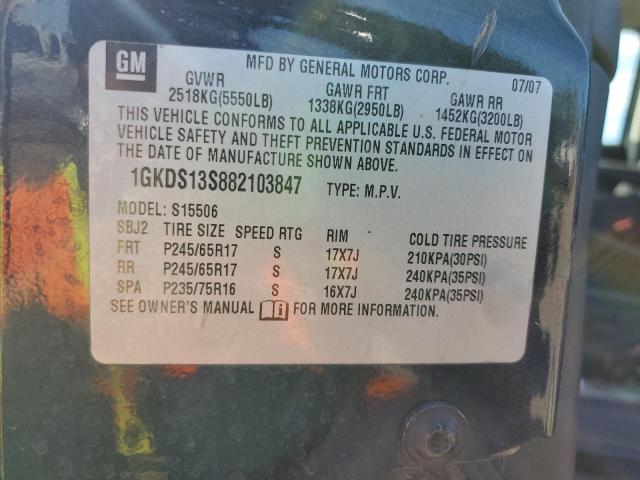 GM
MFD BY GENERAL MOTORS CORP. 07/07
GVWR GAWR FRT GAWR RR
2518KG(5550LB) 1338KG(2950LB) 1452KG(3200LB)
THIS VEHICLE CONFORMS TO ALL APPLICABLE U.S. FEDERAL MOTOR
VEHICLE SAFETY AND THEFT PREVENTION STANDARDS IN EFFECT ON
THE DATE OF MANUFACTURE SHOWN ABOVE.
1GKDS13S882103847 TYPE: M.P.V.
MODEL: S15506
SBJ2 TIRE SIZE SPEED RTG RIM COLD TIRE PRESSURE
FRT P245/65R17 S 17X7J 210KPA(30PSI)
RR P245/65R17 S 17X7J 240KPA(35PSI)
SPA P235/75R16 S 16X7J 240KPA(35PSI)
SEE OWNER'S MANUAL i FOR MORE INFORMATION.